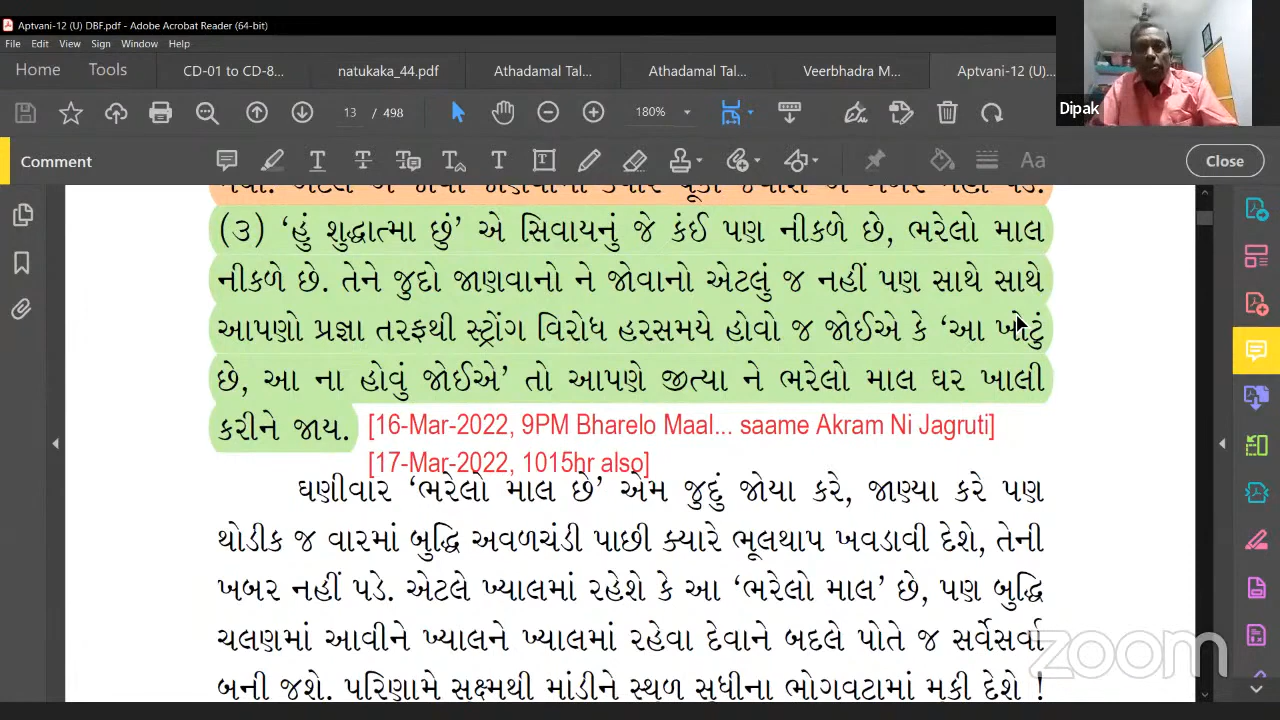 Aptvani-12 (U) DBF.pdf - Adobe Acrobat Reader (64-bit)
File Edit View Sign Window Help
Home Tools CD-01 to CD-8... natukaka_44.pdf Athadamal Tal... Athadamal Tal... Veerbhadra M... Aptvani-12 (U)...
13 / 498 180%
Dipak
Comment Close
(૩) ‘હું શુદ્ધાત્મા છું’ એ સિવાયનું જે કંઈ પણ નીકળે છે, ભરેલો માલ
નીકળે છે. તેને જુદો જાણવાનો ને જોવાનો એટલું જ નહીં પણ સાથે સાથે
આપણો પ્રજ્ઞા તરફથી સ્ટ્રોંગ વિરોધ હરસમયે હોવો જ જોઈએ કે ‘આ ખોટું
છે, આ ના હોવું જોઈએ’ તો આપણે જીત્યા ને ભરેલો માલ ઘર ખાલી
કરીને જાય. [16-Mar-2022, 9PM Bharelo Maal... saame Akram Ni Jagruti]
[17-Mar-2022, 1015hr also]
ઘણીવાર ‘ભરેલો માલ છે’ એમ જુદું જોયા કરે, જાણ્યા કરે પણ
થોડીક જ વારમાં બુદ્ધિ અવળચંડી પાછી ક્યારે ભૂલથાપ ખવડાવી દેશે, તેની
ખબર નહીં પડે. એટલે ખ્યાલમાં રહેશે કે આ ‘ભરેલો માલ’ છે, પણ બુદ્ધિ
ચલણમાં આવીને ખ્યાલને ખ્યાલમાં રહેવા દેવાને બદલે પોતે જ સર્વેસર્વા
બની જશે. પરિણામે સૂક્ષ્મથી માંડીને સ્થૂળ સુધીના ભોગવટામાં મૂકી દેશે !
zoom